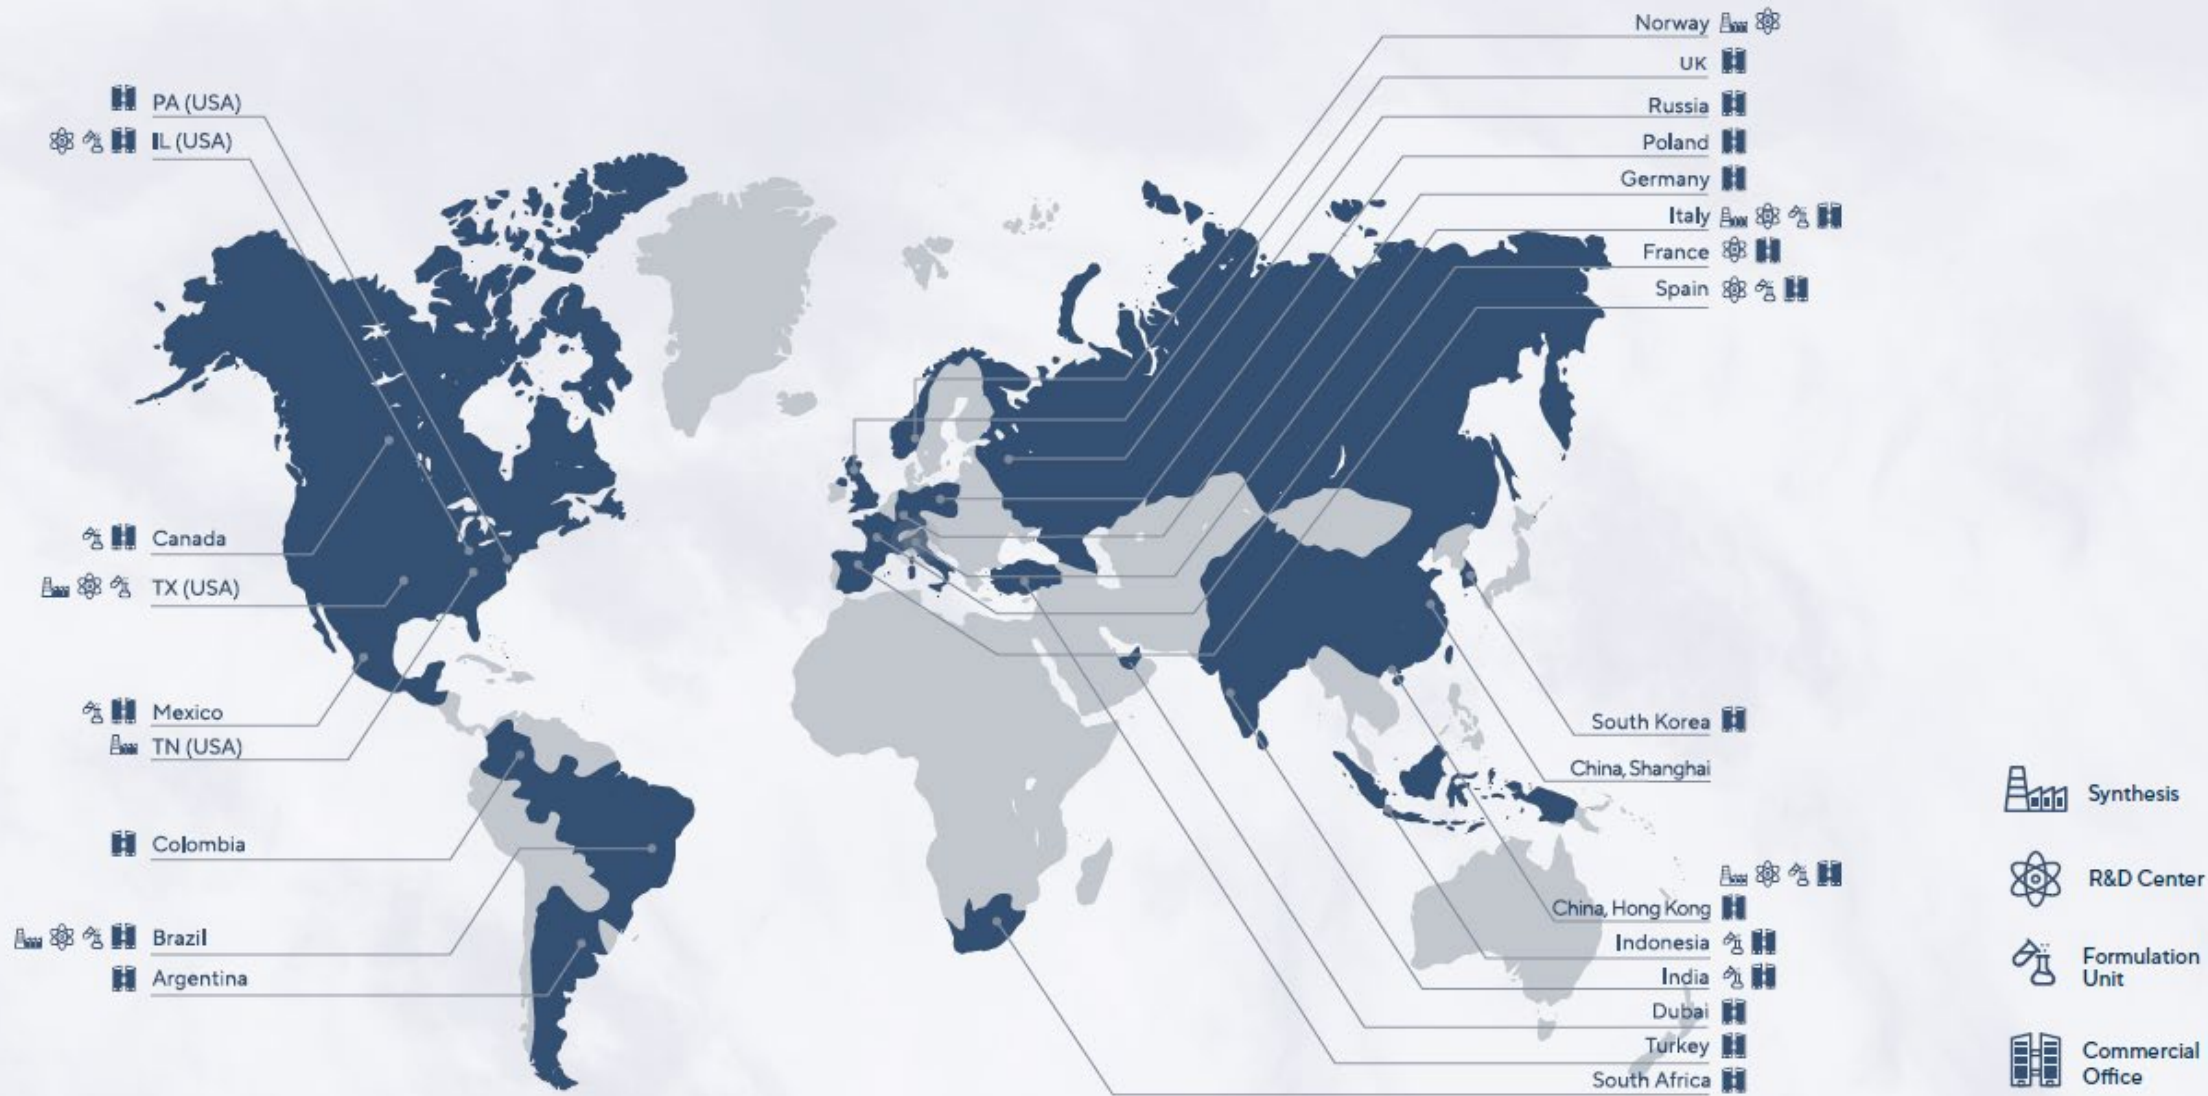 PA (USA)
IL (USA)
Canada
TX (USA)
Mexico
TN (USA)
Colombia
Brazil
Argentina
Norway
UK
Russia
Poland
Germany
Italy
France
Spain
South Korea
China, Shanghai
China, Hong Kong
Indonesia
India
Dubai
Turkey
South Africa
Synthesis
R&D Center
Formulation
Unit
Commercial
Office